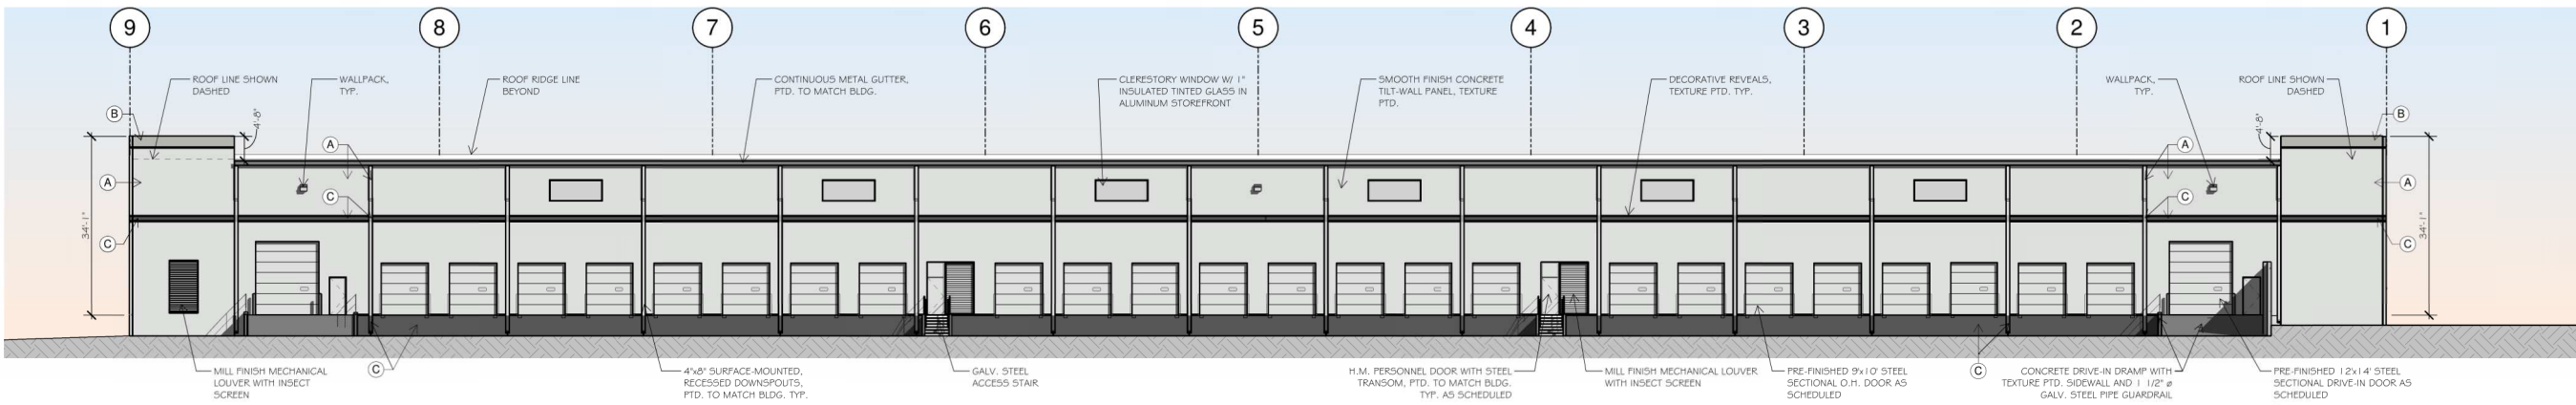 9
8
7
6
5
4
3
2
1
ROOF LINE SHOWN
DASHED
WALLPACK,
TYP.
ROOF RIDGE LINE
BEYOND
CONTINUOUS METAL GUTTER,
PTD. TO MATCH BLDG.
CLERESTORY WINDOW W/ 1"
INSULATED TINTED GLASS IN
ALUMINUM STOREFRONT
SMOOTH FINISH CONCRETE
TILT-WALL PANEL, TEXTURE
PTD.
DECORATIVE REVEALS,
TEXTURE PTD. TYP.
WALLPACK,
TYP.
ROOF LINE SHOWN
DASHED
B
4'-8"
4'-8"
B
A
A
A
A
C
C
34'-1"
C
C
34'-1"
C
C
MILL FINISH MECHANICAL
LOUVER WITH INSECT
SCREEN
4"x8" SURFACE-MOUNTED,
RECESSED DOWNSPOUTS,
PTD. TO MATCH BLDG. TYP.
GALV. STEEL
ACCESS STAIR
H.M. PERSONNEL DOOR WITH STEEL
TRANSOM, PTD. TO MATCH BLDG.
TYP. AS SCHEDULED
MILL FINISH MECHANICAL LOUVER
WITH INSECT SCREEN
PRE-FINISHED 9'x10' STEEL
SECTIONAL O.H. DOOR AS
SCHEDULED
CONCRETE DRIVE-IN DRAMP WITH
TEXTURE PTD. SIDEWALL AND 1 1/2" ø
GALV. STEEL PIPE GUARDRAIL
PRE-FINISHED 12'x14' STEEL
SECTIONAL DRIVE-IN DOOR AS
SCHEDULED